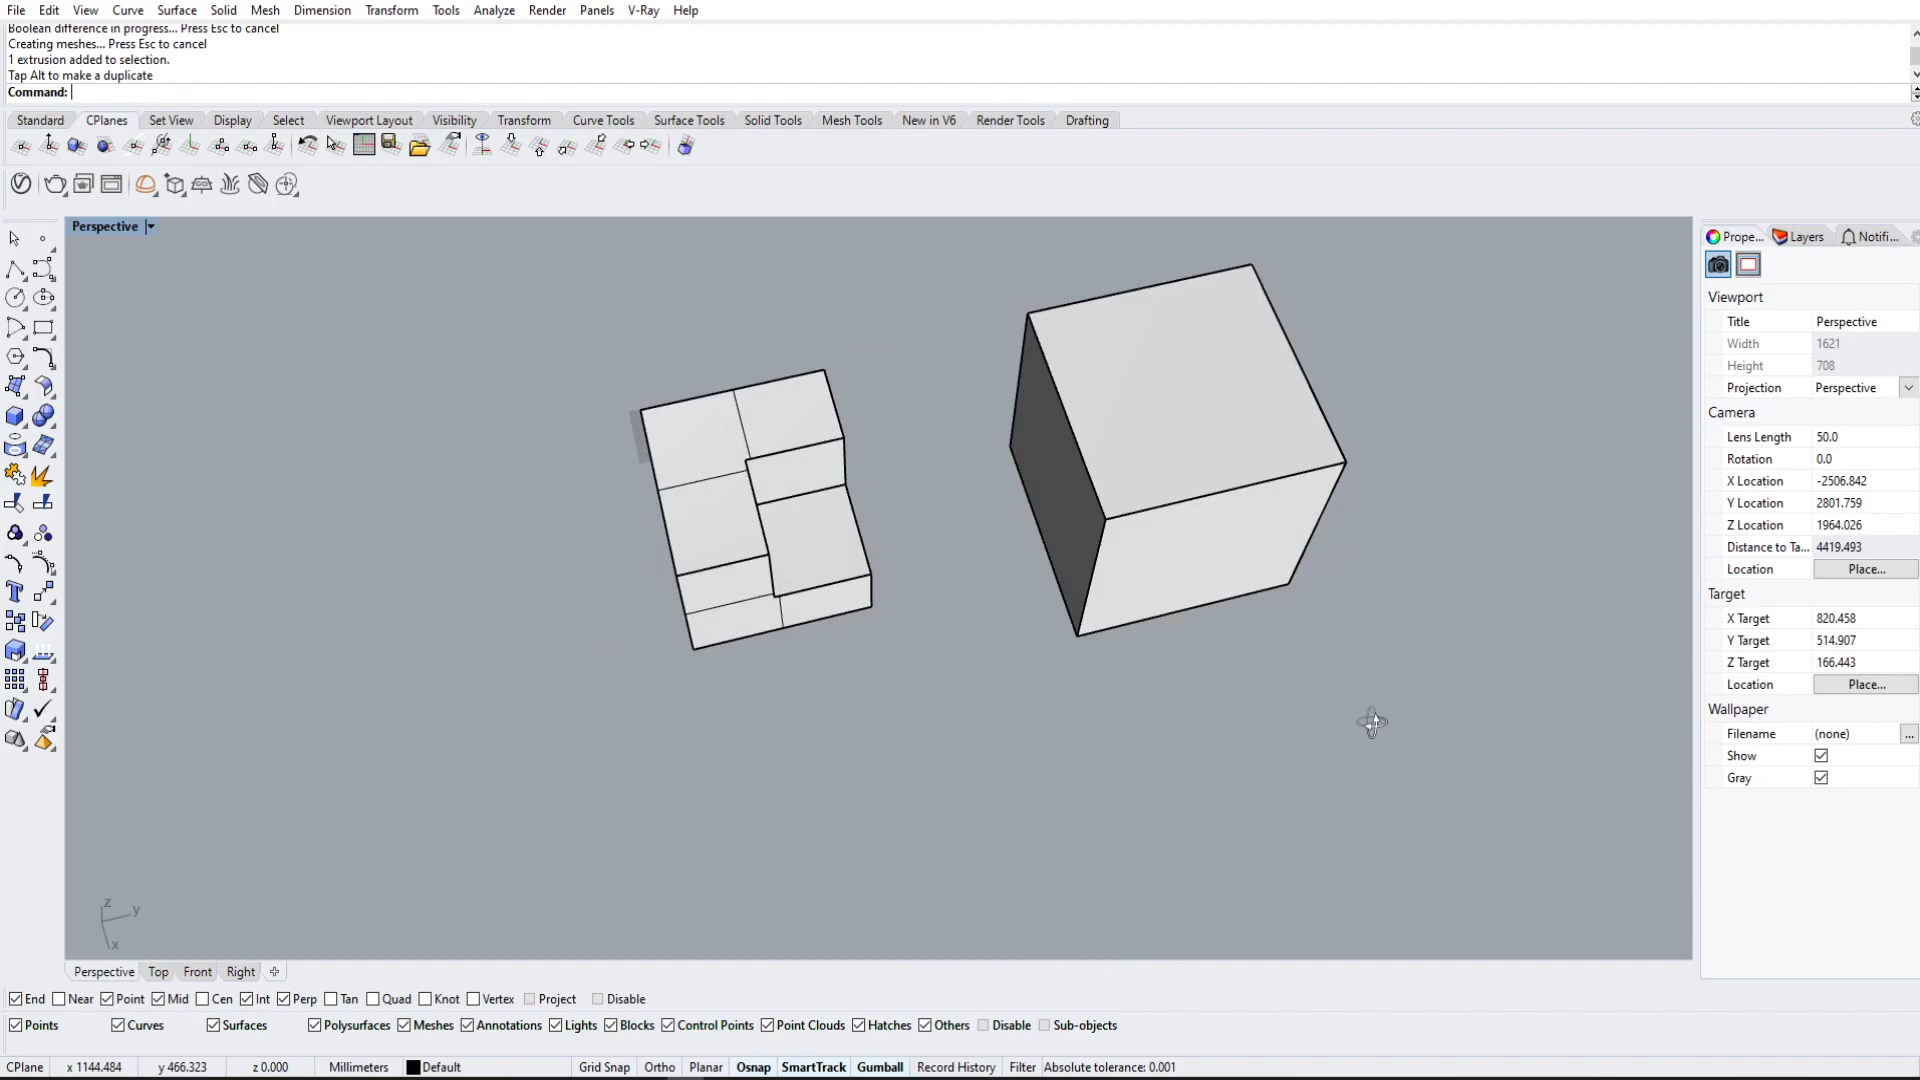 File Edit View Curve Surface Solid Mesh Dimension Transform Tools Analyze Render Panels V-Ray Help
Boolean difference in progress... Press Esc to cancel
Creating meshes... Press Esc to cancel
1 extrusion added to selection.
Tap Alt to make a duplicate
Command:
Standard CPlanes Set View Display Select Viewport Layout Visibility Transform Curve Tools Surface Tools Solid Tools Mesh Tools New in V6 Render Tools Drafting
Perspective
Prope... Layers Notifi...
Viewport
Title Perspective
Width 1621
Height 708
Projection Perspective
Camera
Lens Length 50.0
Rotation 0.0
X Location -2506.842
Y Location 2801.759
Z Location 1964.026
Distance to Ta... 4419.493
Location Place...
Target
X Target 820.458
Y Target 514.907
Z Target 166.443
Location Place...
Wallpaper
Filename (none) ...
Show
Gray
z
y
x
Perspective Top Front Right
End Near Point Mid Cen Int Perp Tan Quad Knot Vertex Project Disable
Points Curves Surfaces Polysurfaces Meshes Annotations Lights Blocks Control Points Point Clouds Hatches Others Disable Sub-objects
CPlane x 1144.484 y 466.323 z 0.000 Millimeters Default Grid Snap Ortho Planar Osnap SmartTrack Gumball Record History Filter Absolute tolerance: 0.001